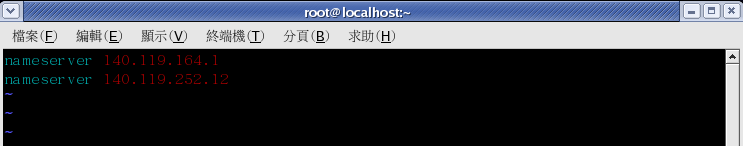 root@localhost:~
檔案(F) 編輯(E) 顯示(V) 終端機(T) 分頁(B) 求助(H)
nameserver 140.119.164.1
nameserver 140.119.252.12
~
~
~